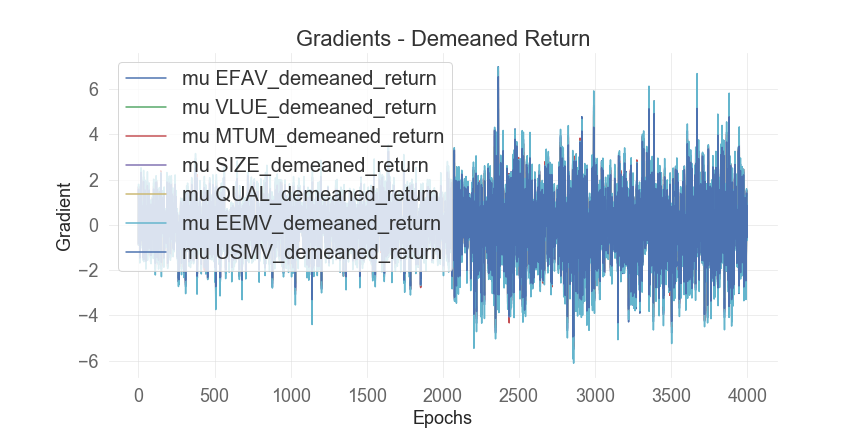 Gradients - Demeaned Return
mu EFAV_demeaned_return
mu VLUE_demeaned_return
mu MTUM_demeaned_return
mu SIZE_demeaned_return
mu QUAL_demeaned_return
mu EEMV_demeaned_return
mu USMV_demeaned_return
Gradient
6
4
2
0
−2
−4
−6
0 500 1000 1500 2000 2500 3000 3500 4000
Epochs